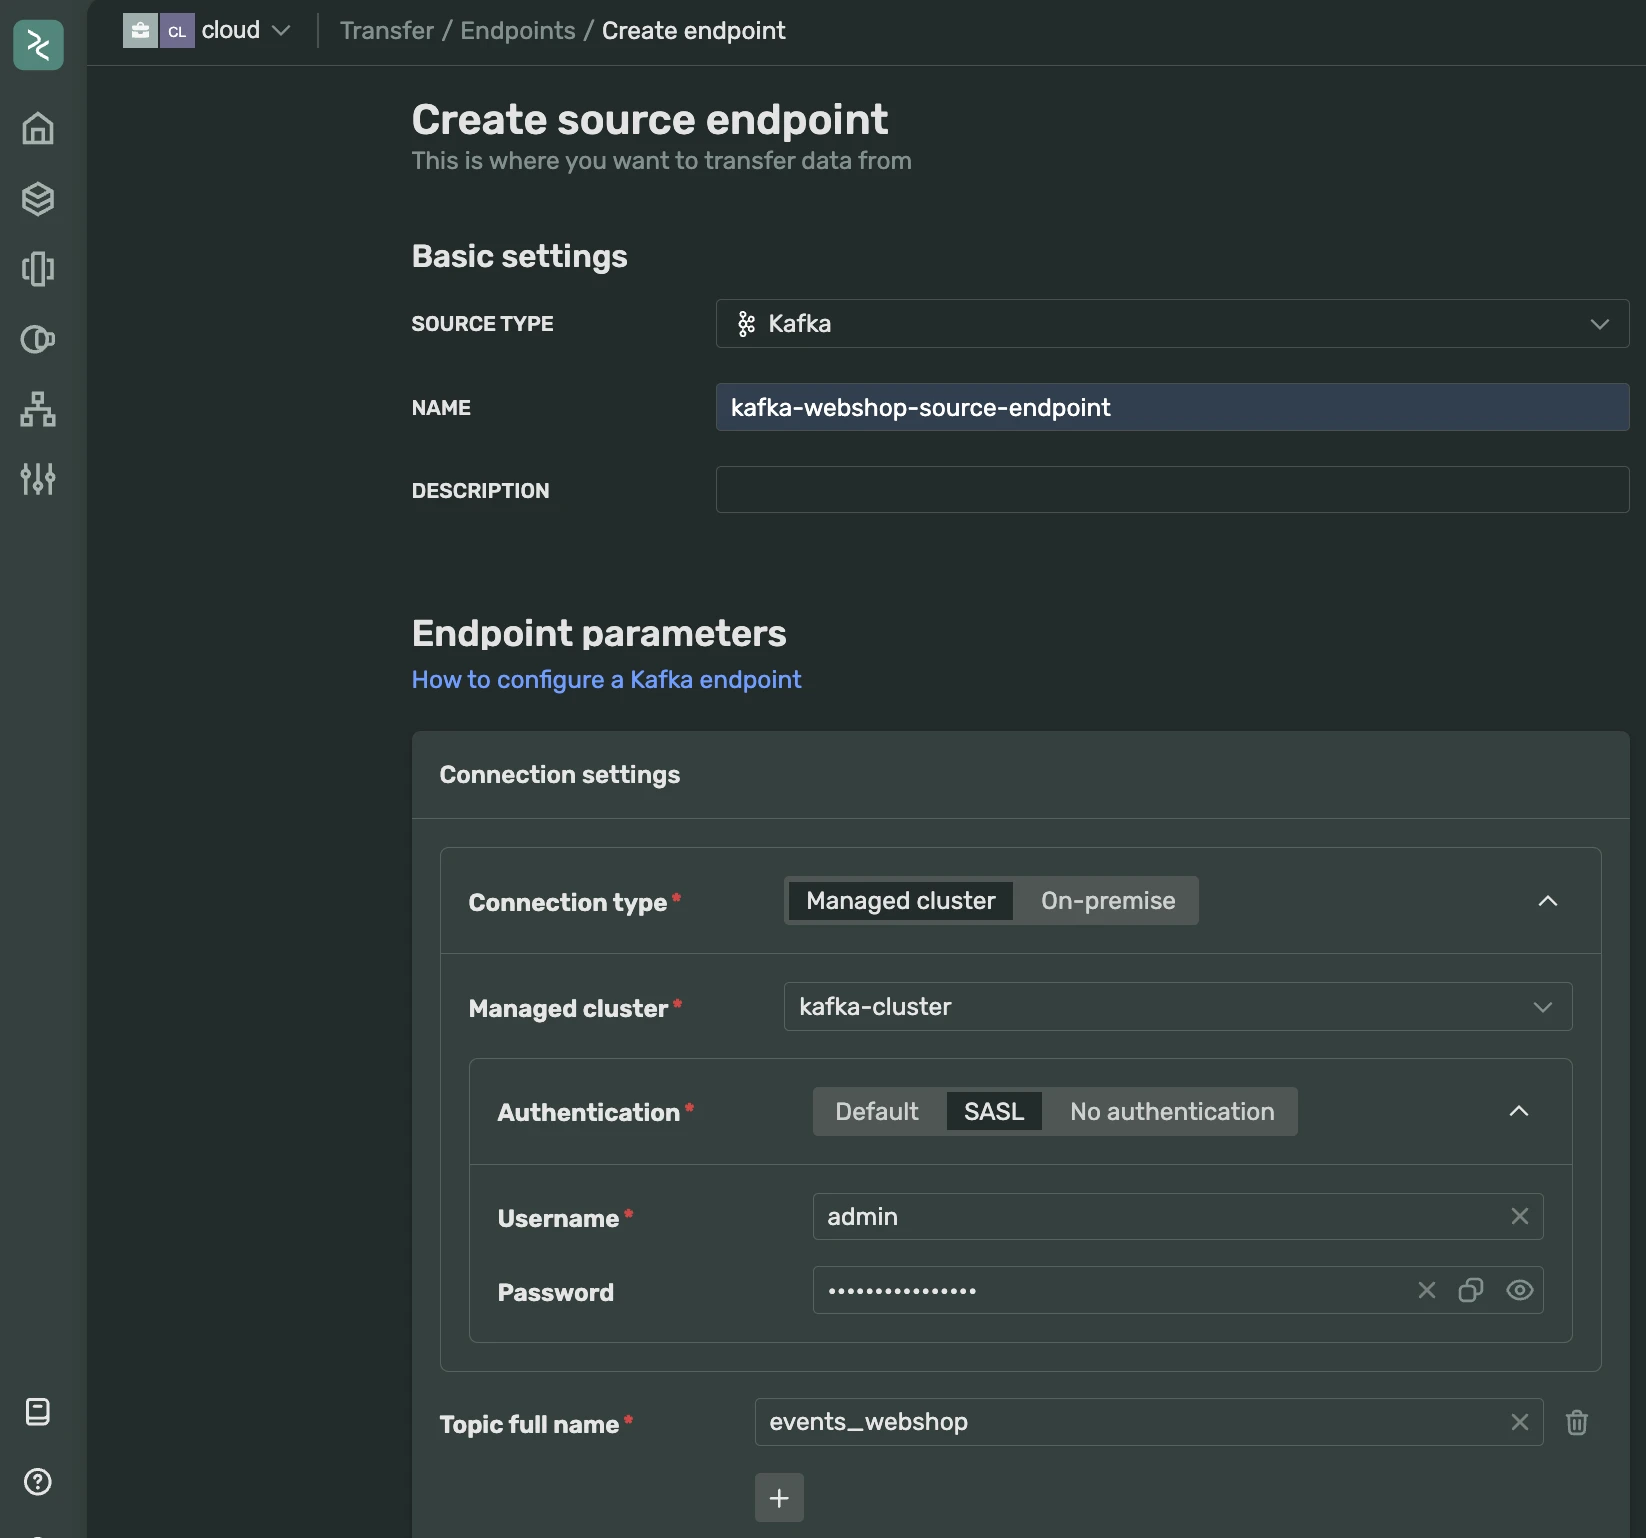 CL cloud Transfer / Endpoints / Create endpoint
Create source endpoint
This is where you want to transfer data from
Basic settings
SOURCE TYPE Kafka
NAME kafka-webshop-source-endpoint
DESCRIPTION
Endpoint parameters
How to configure a Kafka endpoint
Connection settings
Connection type* Managed cluster On-premise
Managed cluster* kafka-cluster
Authentication* Default SASL No authentication
Username* admin
Password ••••••••••••••••
Topic full name* events_webshop
+